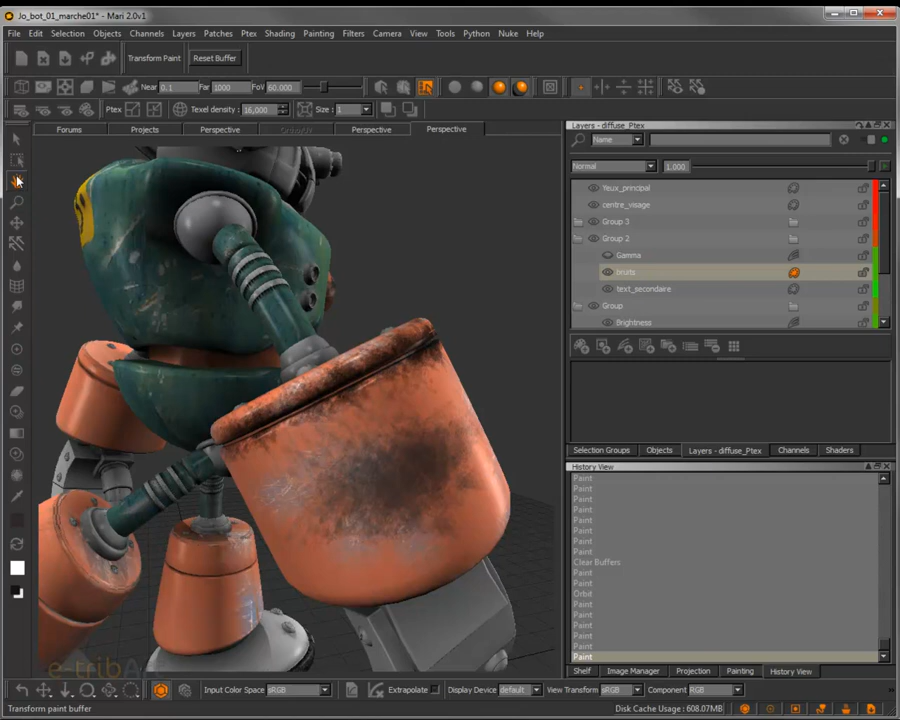 Jo_bot_01_marche01* - Mari 2.0v1
File Edit Selection Objects Channels Layers Patches Ptex Shading Painting Filters Camera View Tools Python Nuke Help
Transform Paint Reset Buffer
Near 0.1 Far 1000 FoV 60.000
Ptex Texel density: 16,000 Size: 1
Forums Projects Perspective Ortho/UV Perspective Perspective
Layers - diffuse_Ptex
Name
Normal 1.000
Yeux_principal
centre_visage
Group 3
Group 2
Gamma
bruits
text_secondaire
Group
Brightness
Selection Groups Objects Layers - diffuse_Ptex Channels Shaders
History View
Paint
Paint
Paint
Paint
Paint
Paint
Paint
Paint
Clear Buffers
Paint
Paint
Orbit
Paint
Paint
Paint
Paint
Paint
Paint
Shelf Image Manager Projection Painting History View
Input Color Space sRGB Extrapolate Display Device default View Transform sRGB Component RGB
Transform paint buffer
Disk Cache Usage: 608.07MB